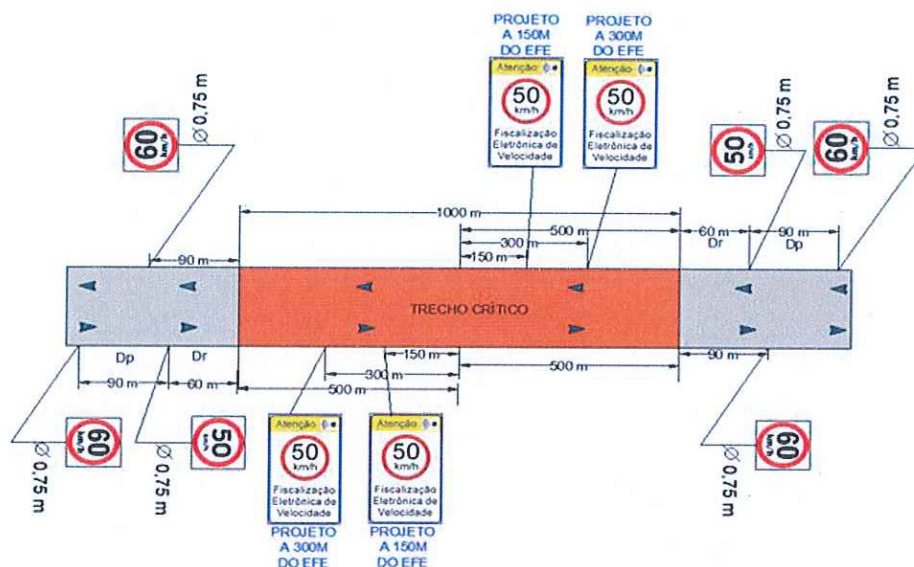 PROJETO
A 150M
DO EFE
PROJETO
A 300M
DO EFE
Atenção
50
km/h
Fiscalização
Eletrônica de
Velocidade
Atenção
50
km/h
Fiscalização
Eletrônica de
Velocidade
60
km/h
Ø 0,75 m
50
km/h
Ø 0,75 m
60
km/h
Ø 0,75 m
1000 m
500 m
300 m
150 m
60 m
Dr
90 m
Dp
90 m
TRECHO CRÍTICO
Dp
90 m
Dr
60 m
150 m
300 m
500 m
500 m
90 m
60
km/h
Ø 0,75 m
50
km/h
Ø 0,75 m
60
km/h
Ø 0,75 m
Atenção
50
km/h
Fiscalização
Eletrônica de
Velocidade
PROJETO
A 300M
DO EFE
Atenção
50
km/h
Fiscalização
Eletrônica de
Velocidade
PROJETO
A 150M
DO EFE